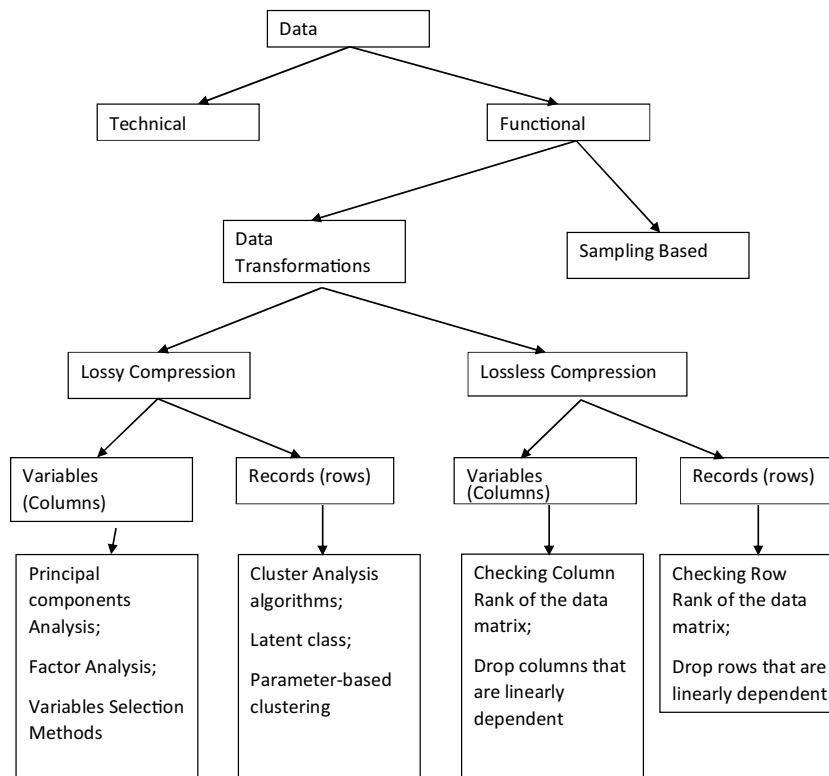 Data
Technical
Functional
Data
Transformations
Sampling Based
Lossy Compression
Lossless Compression
Variables
(Columns)
Records (rows)
Variables
(Columns)
Records (rows)
Principal
components
Analysis;
Factor Analysis;
Variables Selection
Methods
Cluster Analysis
algorithms;
Latent class;
Parameter-based
clustering
Checking Column
Rank of the data
matrix;
Drop columns that
are linearly
dependent
Checking Row
Rank of the data
matrix;
Drop rows that are
linearly dependent